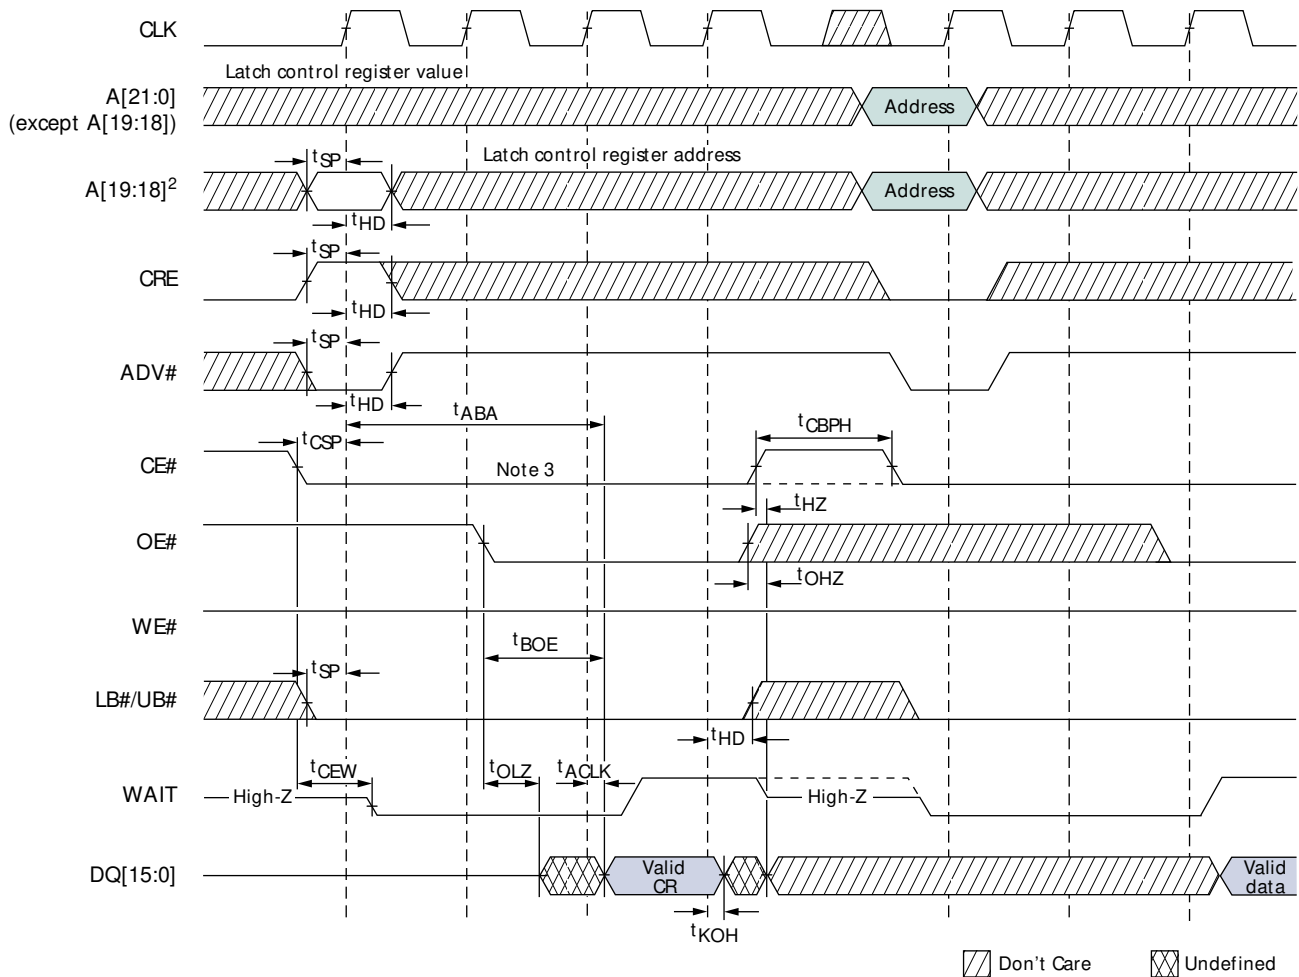 CLK
Latch control register value
A[21:0]
(except A[19:18])
Address
tSP
Latch control register address
A[19:18]2
Address
tHD
tSP
CRE
tHD
tSP
ADV#
tHD
tABA
tCBPH
tCSP
CE#
Note 3
tHZ
OE#
tOHZ
WE#
tBOE
tSP
LB#/UB#
tHD
tCEW
tOLZ
tACLK
WAIT
High-Z
High-Z
DQ[15:0]
Valid
CR
Valid
data
tKOH
Don't Care
Undefined